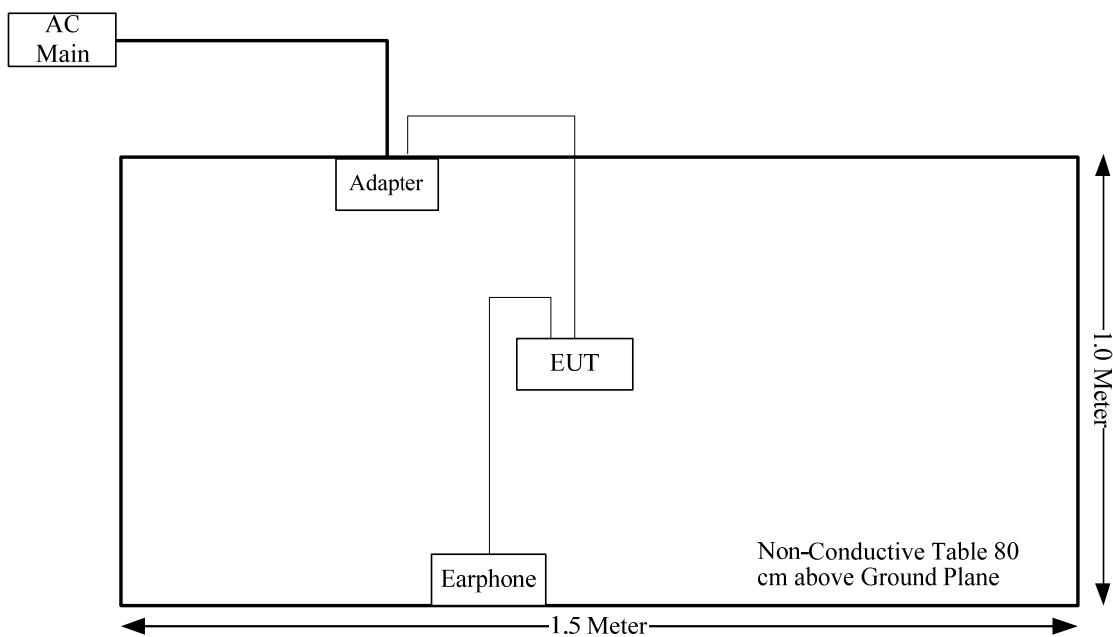 AC
Main
Adapter
EUT
1.0 Meter
Non-Conductive Table 80
cm above Ground Plane
Earphone
1.5 Meter